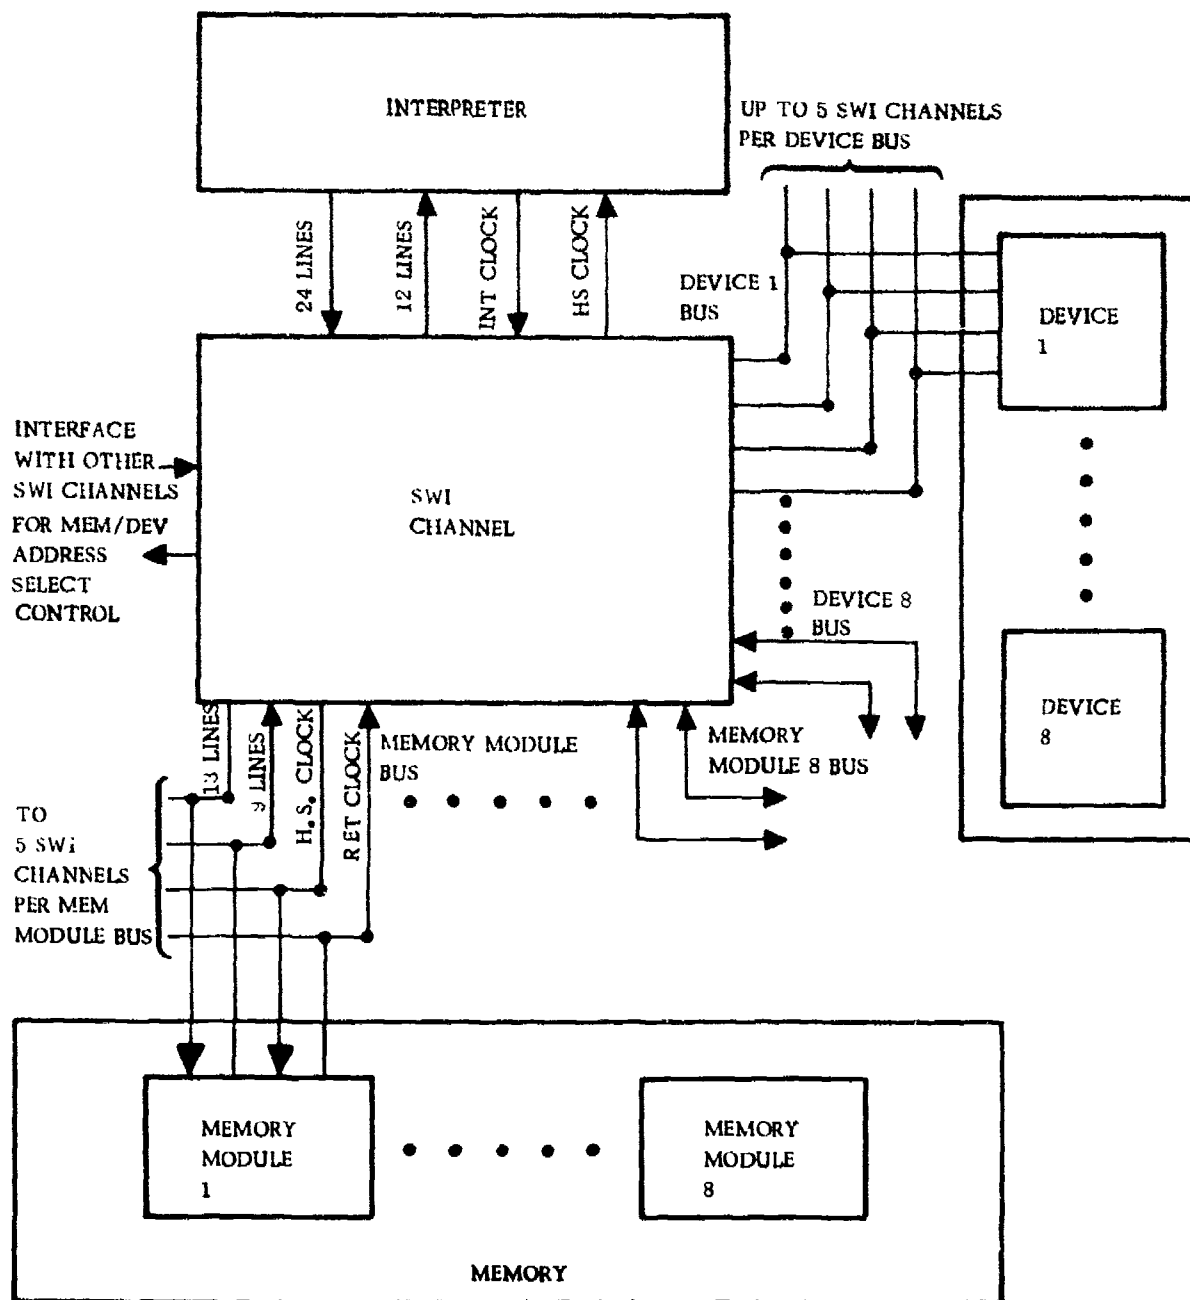 INTERPRETER
UP TO 5 SWI CHANNELS
PER DEVICE BUS
24 LINES
12 LINES
INT CLOCK
HS CLOCK
DEVICE 1
BUS
DEVICE
1
INTERFACE
WITH OTHER
SWI CHANNELS
FOR MEM/DEV
ADDRESS
SELECT
CONTROL
SWI
CHANNEL
DEVICE 8
BUS
DEVICE
8
13 LINES
9 LINES
H.S. CLOCK
RET CLOCK
MEMORY MODULE
BUS
MEMORY
MODULE 8 BUS
TO
5 SWI
CHANNELS
PER MEM
MODULE BUS
MEMORY
MODULE
1
MEMORY
MODULE
8
MEMORY